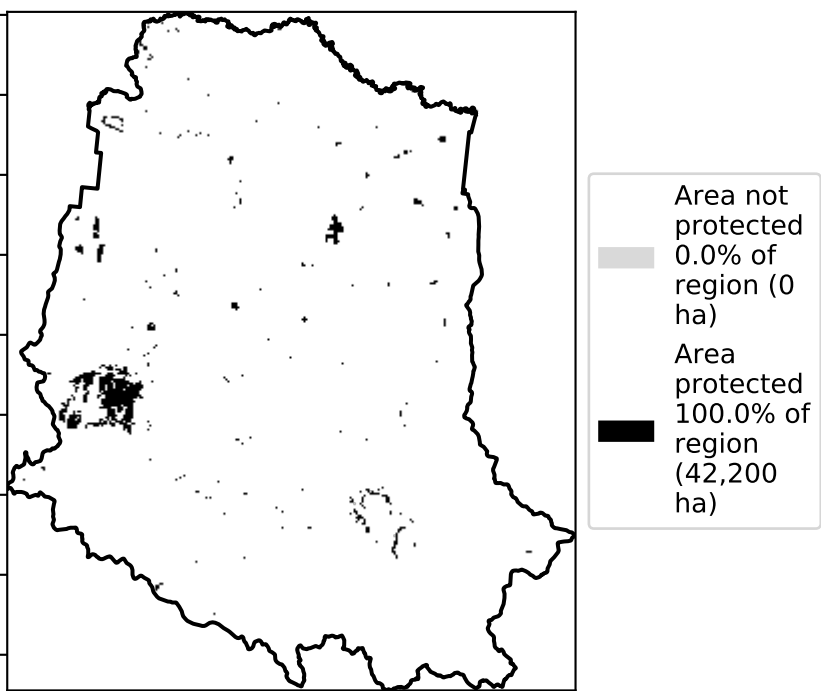 Area not
protected
0.0% of
region (0
ha)
Area
protected
100.0% of
region
(42,200
ha)